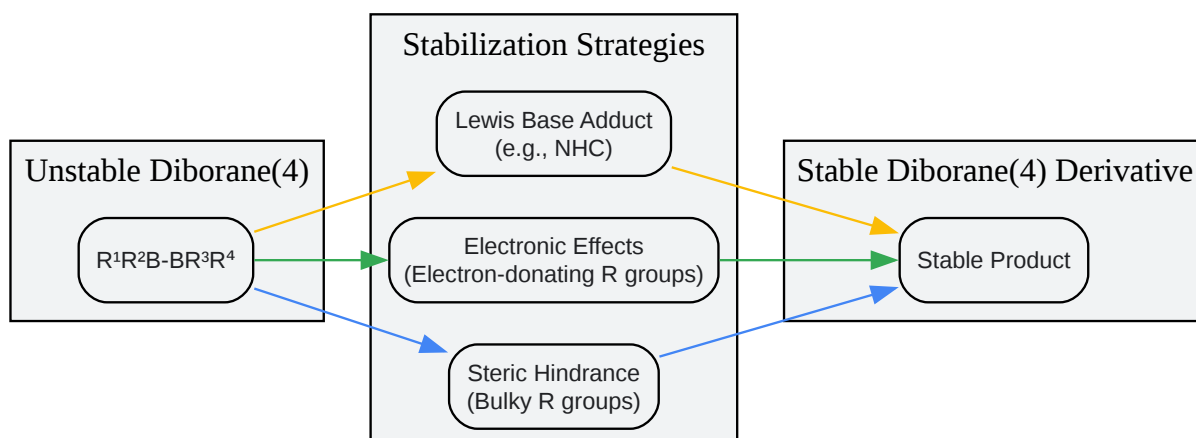 Stabilization Strategies
Lewis Base Adduct
(e.g., NHC)
Unstable Diborane(4)
Stable Diborane(4) Derivative
R¹R²B-BR³R⁴
Electronic Effects
(Electron-donating R groups)
Stable Product
Steric Hindrance
(Bulky R groups)